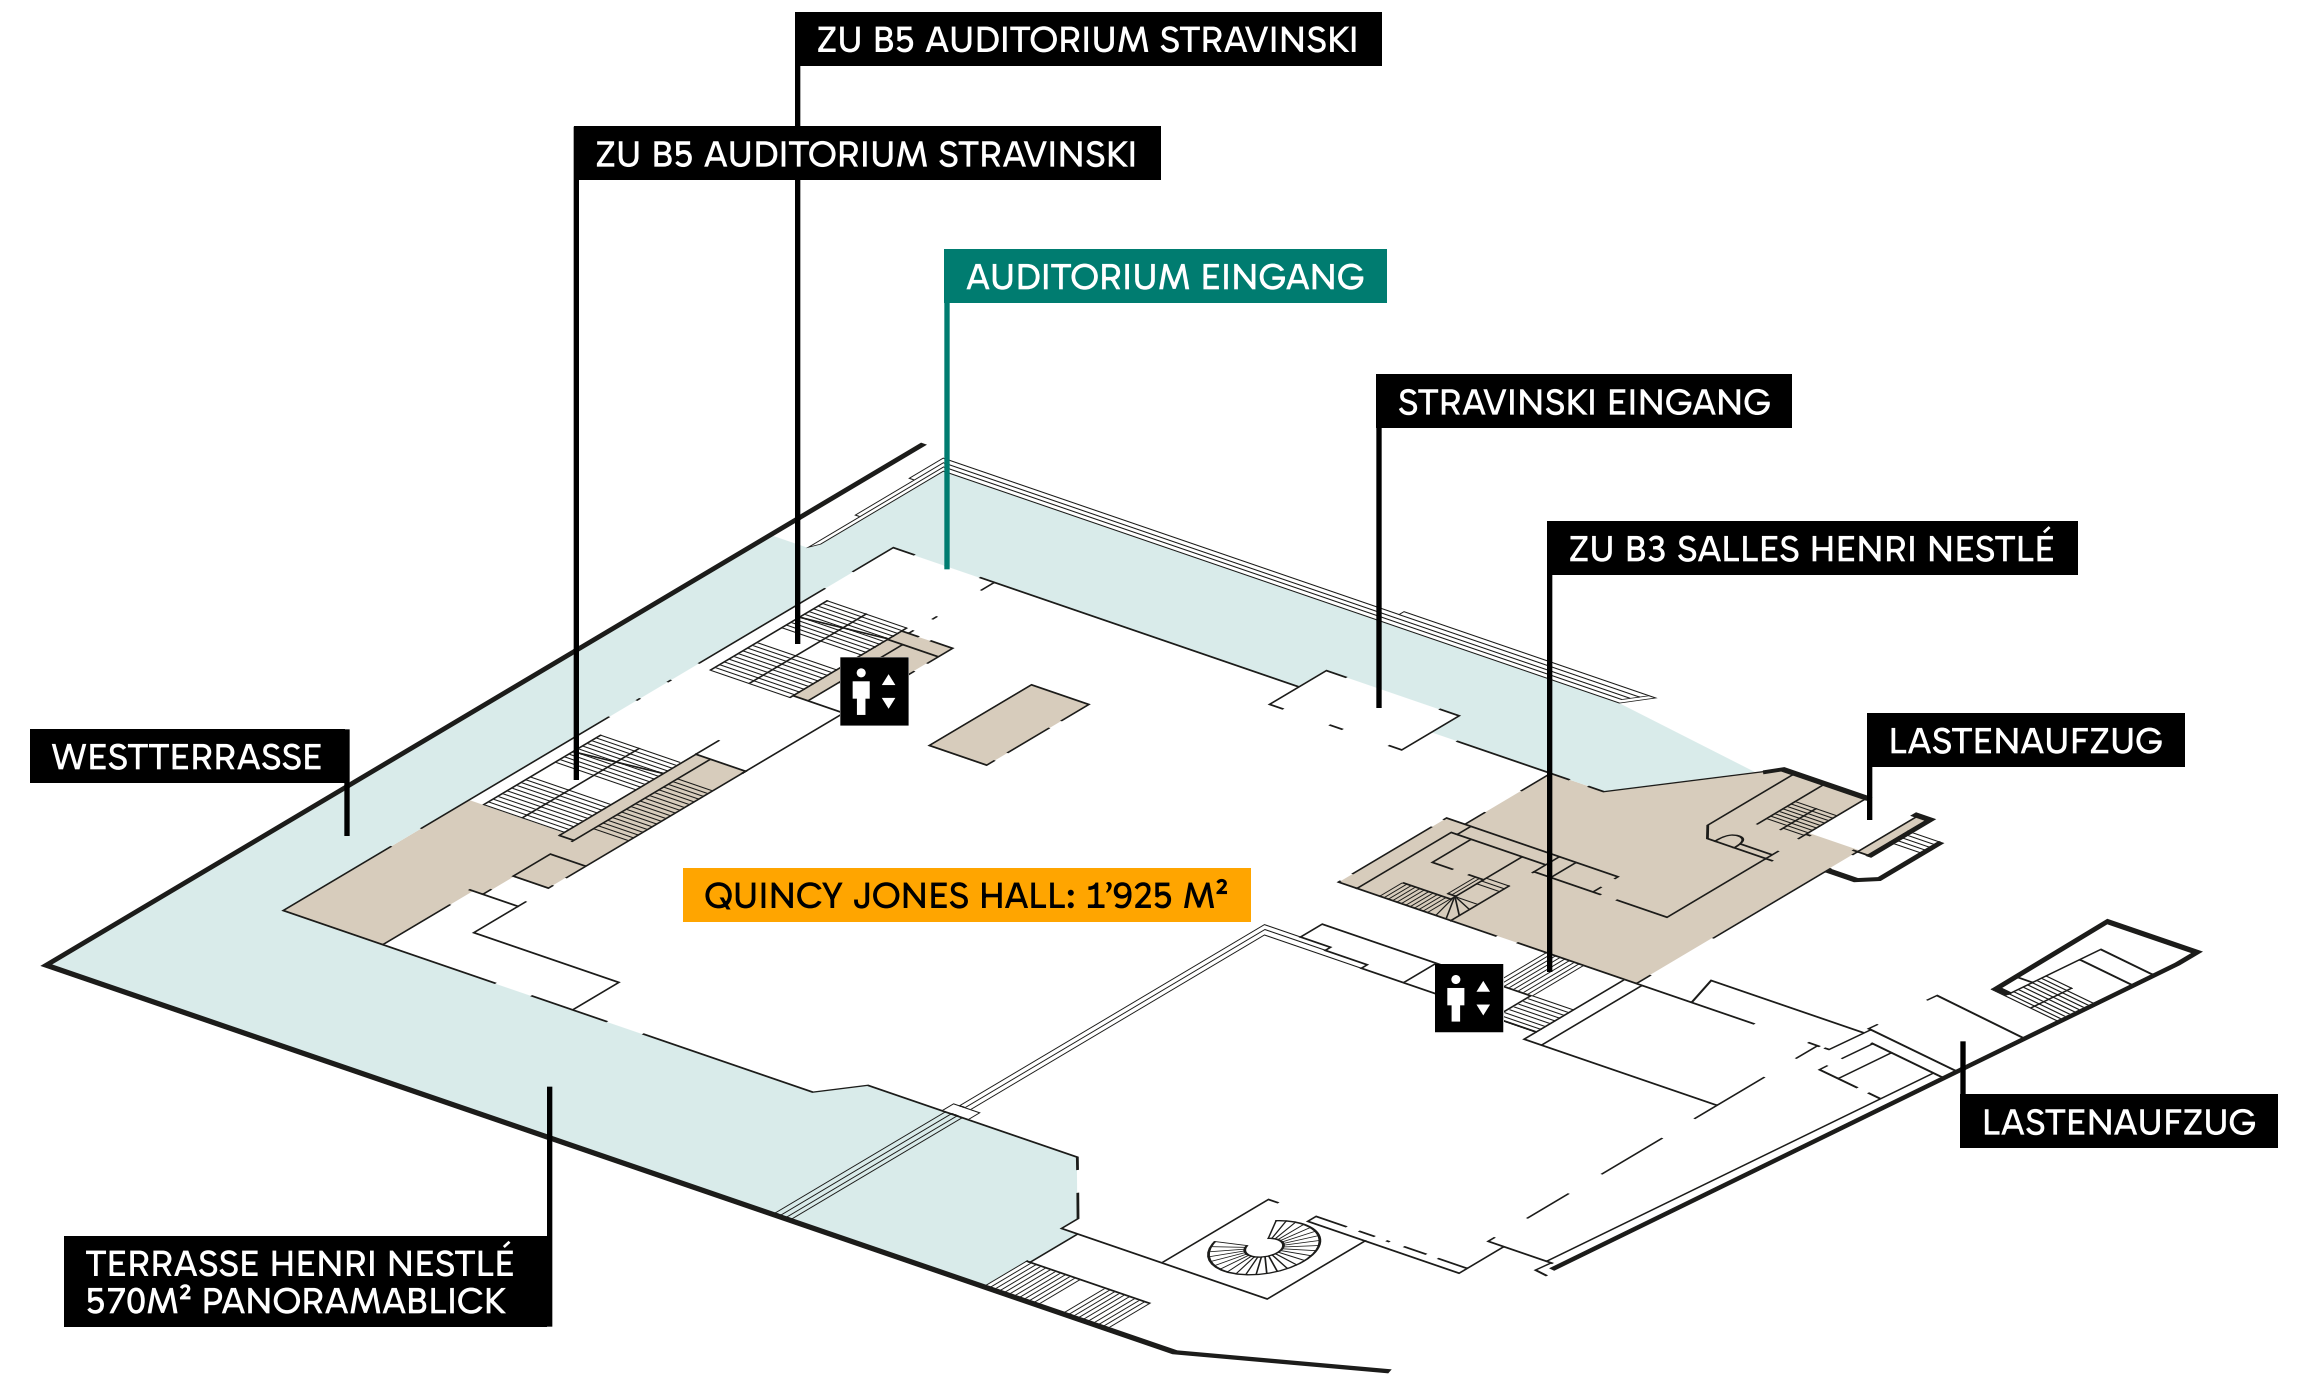 ZU B5 AUDITORIUM STRAVINSKI
ZU B5 AUDITORIUM STRAVINSKI
AUDITORIUM EINGANG
STRAVINSKI EINGANG
ZU B3 SALLES HENRI NESTLÉ
LASTENAUFZUG
WESTTERRASSE
QUINCY JONES HALL: 1’925 M²
LASTENAUFZUG
TERRASSE HENRI NESTLÉ
570M² PANORAMABLICK